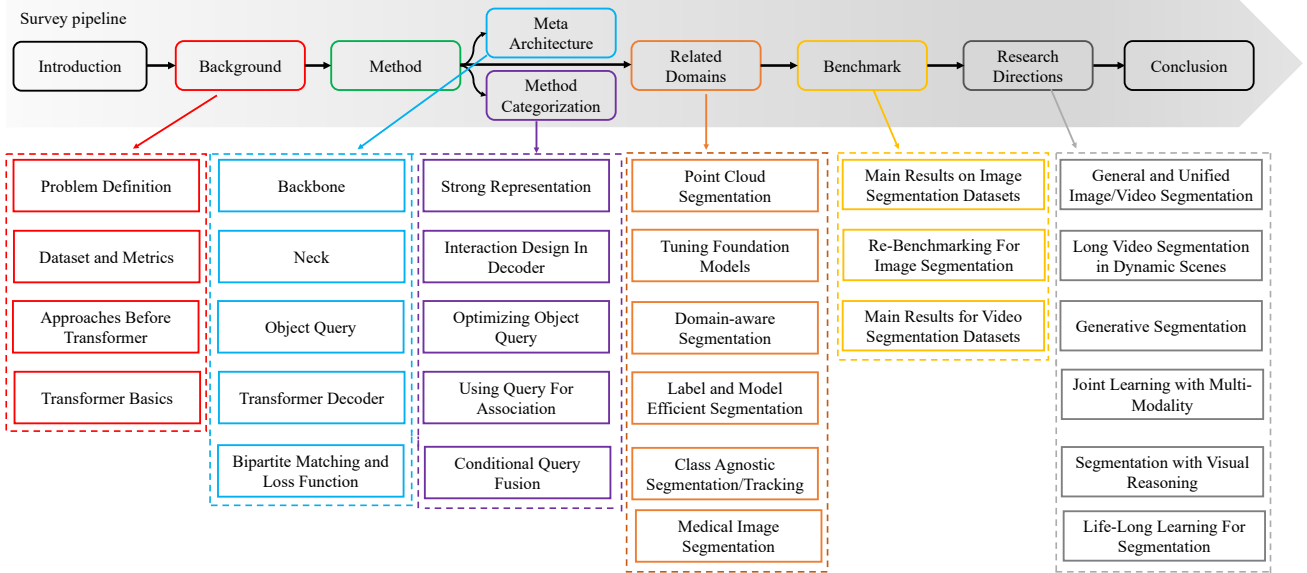 Survey pipeline
Introduction
Background
Method
Meta
Architecture
Method
Categorization
Related
Domains
Benchmark
Research
Directions
Conclusion
Problem Definition
Dataset and Metrics
Approaches Before
Transformer
Transformer Basics
Backbone
Neck
Object Query
Transformer Decoder
Bipartite Matching and
Loss Function
Strong Representation
Interaction Design In
Decoder
Optimizing Object
Query
Using Query For
Association
Conditional Query
Fusion
Point Cloud
Segmentation
Tuning Foundation
Models
Domain-aware
Segmentation
Label and Model
Efficient Segmentation
Class Agnostic
Segmentation/Tracking
Medical Image
Segmentation
Main Results on Image
Segmentation Datasets
Re-Benchmarking For
Image Segmentation
Main Results for Video
Segmentation Datasets
General and Unified
Image/Video Segmentation
Long Video Segmentation
in Dynamic Scenes
Generative Segmentation
Joint Learning with Multi-
Modality
Segmentation with Visual
Reasoning
Life-Long Learning For
Segmentation